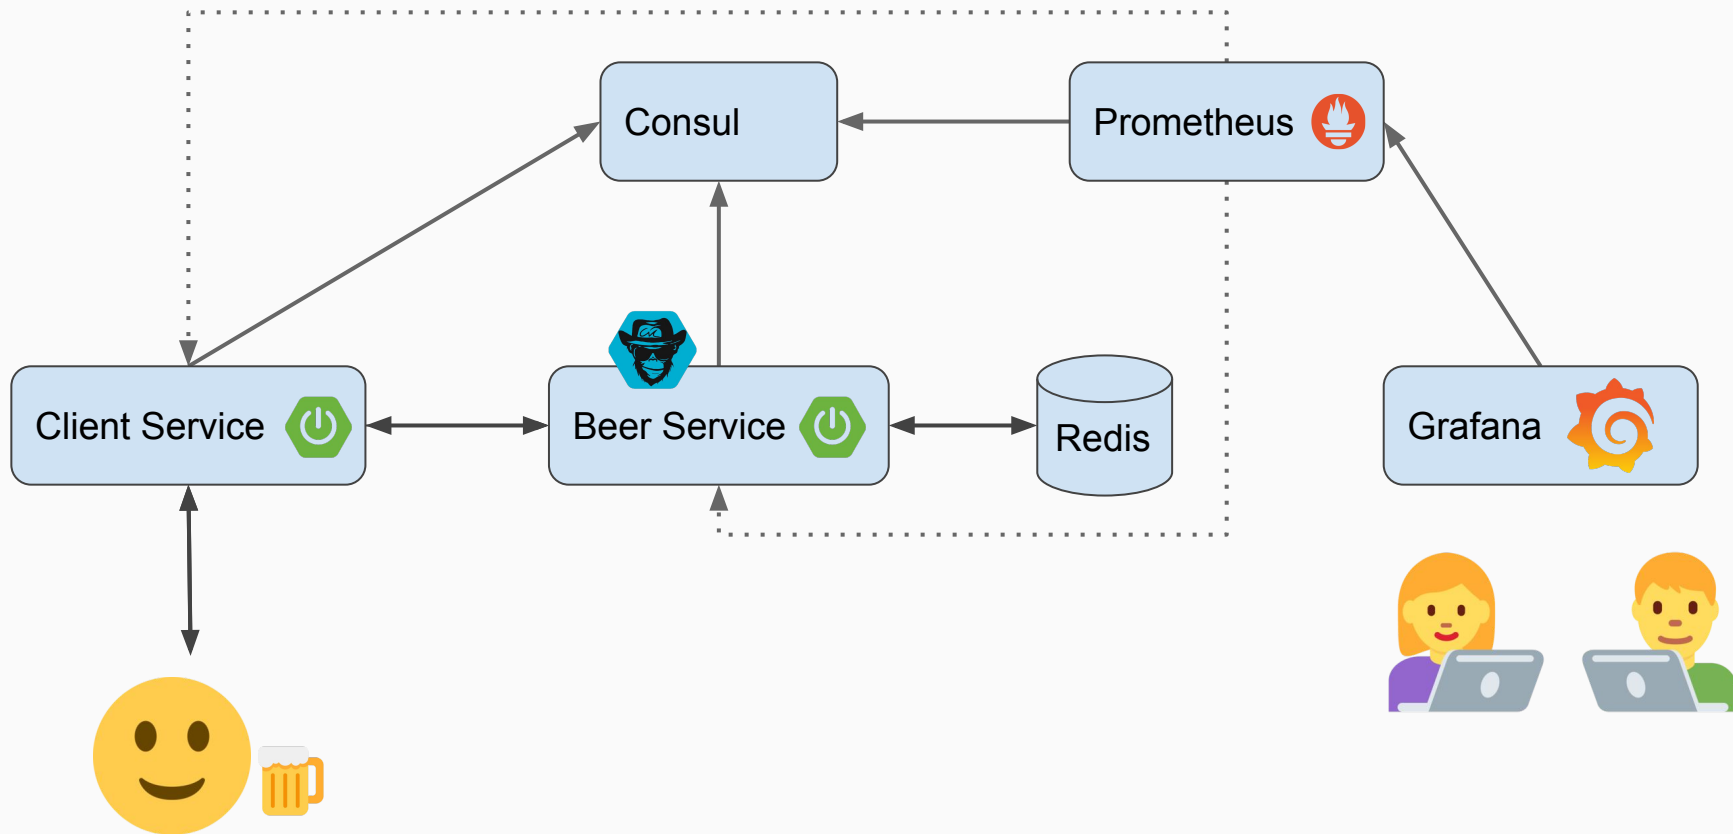 Consul
Prometheus
Client Service
Beer Service
Redis
Grafana